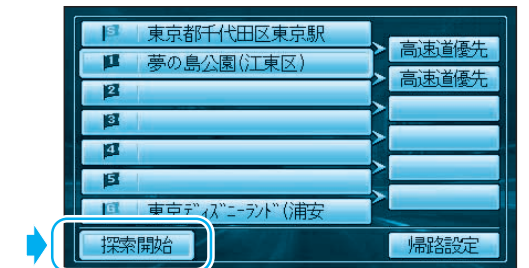 S 東京都千代田区東京駅
高速道優先
1 夢の島公園(江東区)
高速道優先
2
3
4
5
G 東京ディズニーランド(浦安
探索開始
帰路設定